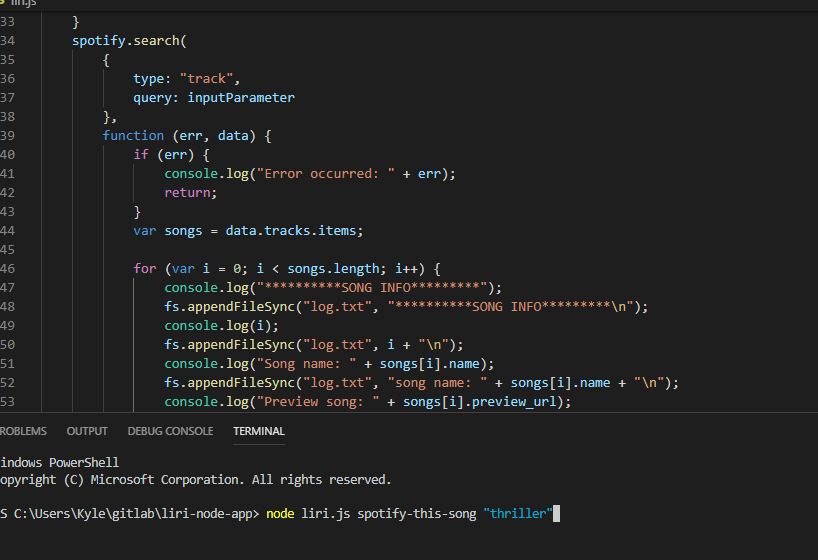 liri.js
33 }
34 spotify.search(
35 {
36 type: "track",
37 query: inputParameter
38 },
39 function (err, data) {
40 if (err) {
41 console.log("Error occurred: " + err);
42 return;
43 }
44 var songs = data.tracks.items;
45
46 for (var i = 0; i < songs.length; i++) {
47 console.log("**********SONG INFO*********");
48 fs.appendFileSync("log.txt", "**********SONG INFO*********\n");
49 console.log(i);
50 fs.appendFileSync("log.txt", i + "\n");
51 console.log("Song name: " + songs[i].name);
52 fs.appendFileSync("log.txt", "song name: " + songs[i].name + "\n");
53 console.log("Preview song: " + songs[i].preview_url);
ROBLEMS OUTPUT DEBUG CONSOLE TERMINAL
indows PowerShell
opyright (C) Microsoft Corporation. All rights reserved.
S C:\Users\Kyle\gitlab\liri-node-app> node liri.js spotify-this-song "thriller"